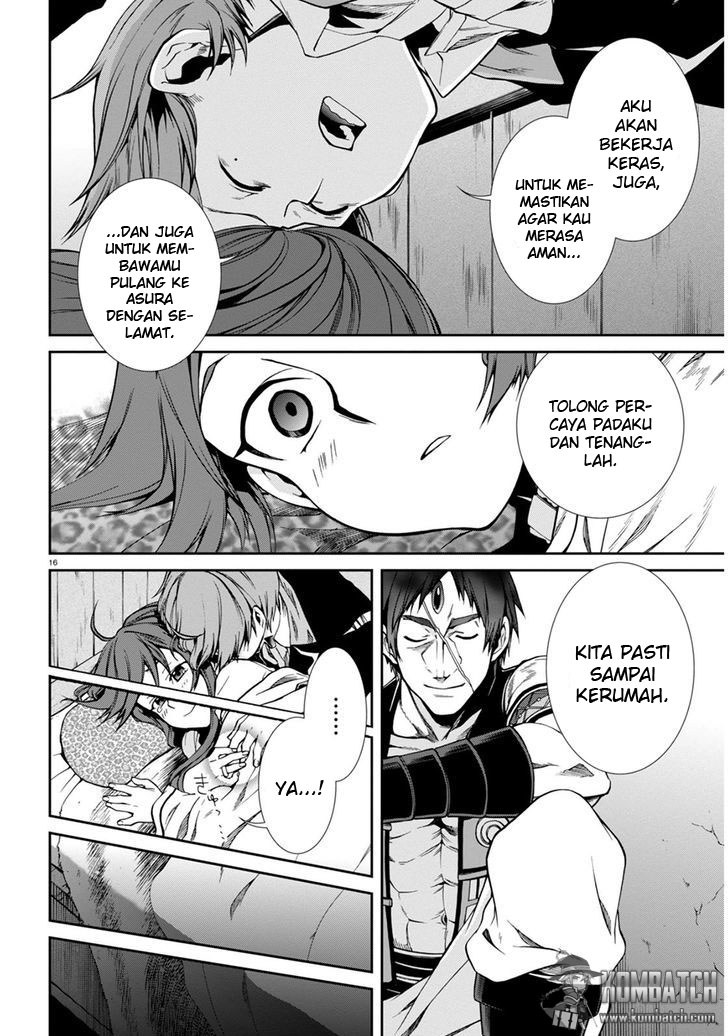 AKU
AKAN
BEKERJA
KERAS,
JUGA,
UNTUK ME-
MASTIKAN
AGAR KAU
MERASA
AMAN...
...DAN JUGA
UNTUK MEM-
BAWAMU
PULANG KE
ASURA
DENGAN SE-
LAMAT.
TOLONG PER-
CAYA PADAKU
DAN TENANG-
LAH.
16
KITA PASTI
SAMPAI
KERUMAH.
......
YA...!
KOMBATCH
www.kombatch.com